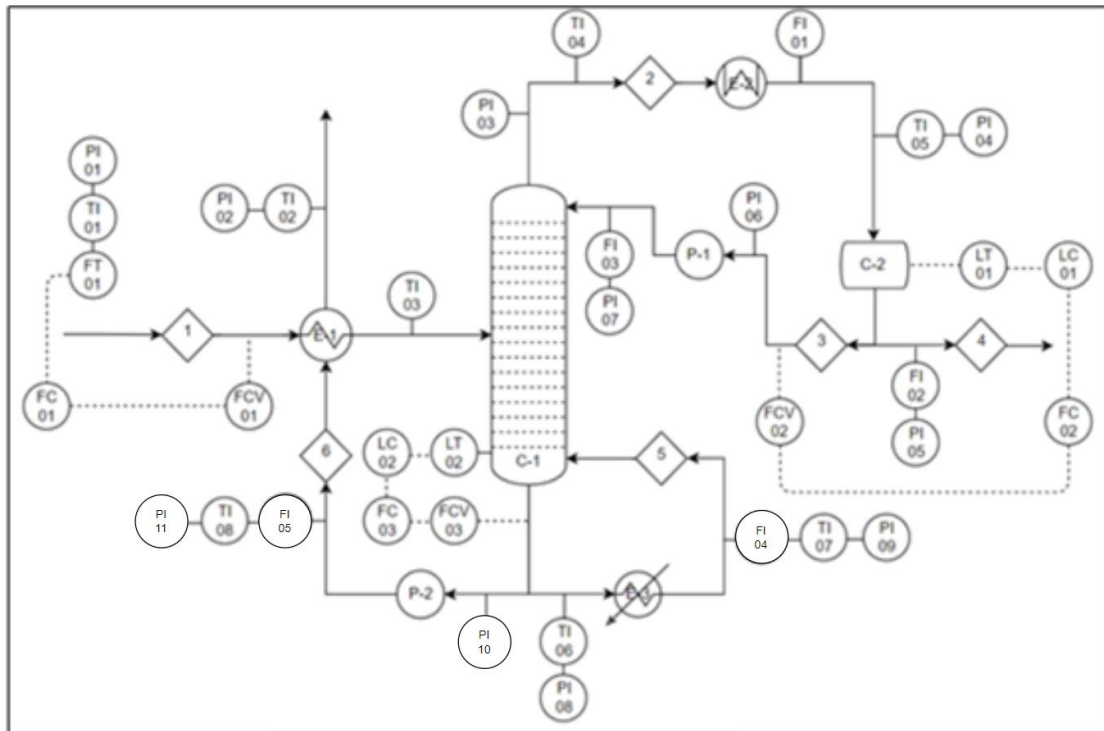 TI
04
FI
01
2
E-2
PI
03
TI
05
PI
04
PI
01
TI
01
FT
01
PI
02
TI
02
PI
06
FI
03
PI
07
P-1
C-2
LT
01
LC
01
TI
03
1
E-1
3
4
FC
01
FCV
01
FCV
02
FI
02
PI
05
FC
02
6
LC
02
LT
02
C-1
5
FC
03
FCV
03
PI
11
TI
08
FI
05
FI
04
TI
07
PI
09
P-2
E-3
PI
10
TI
06
PI
08